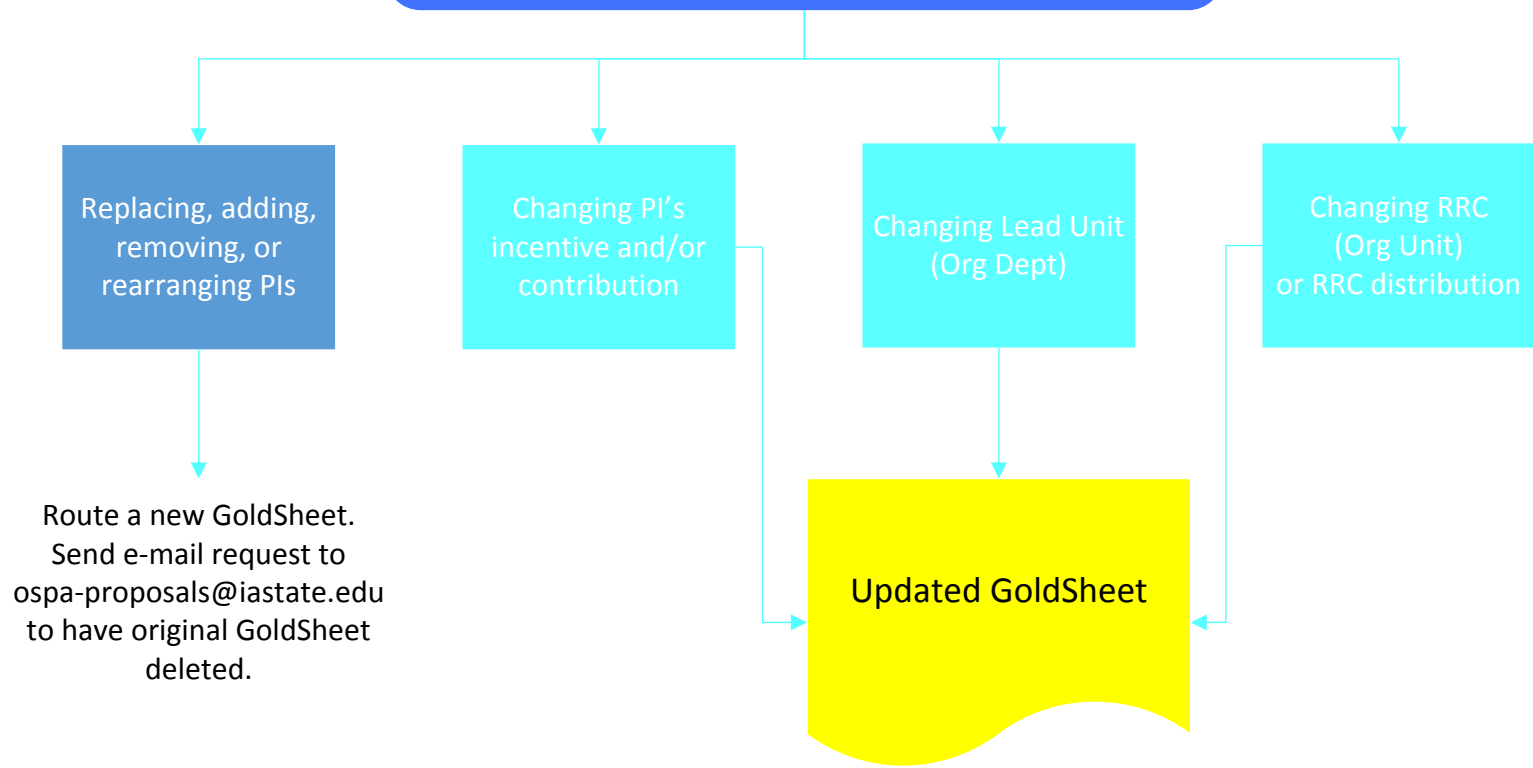 Replacing, adding,
removing, or
rearranging PIs
Changing PI’s
incentive and/or
contribution
Changing Lead Unit
(Org Dept)
Changing RRC
(Org Unit)
or RRC distribution
Route a new GoldSheet.
Send e-mail request to
ospa-proposals@iastate.edu
to have original GoldSheet
deleted.
Updated GoldSheet